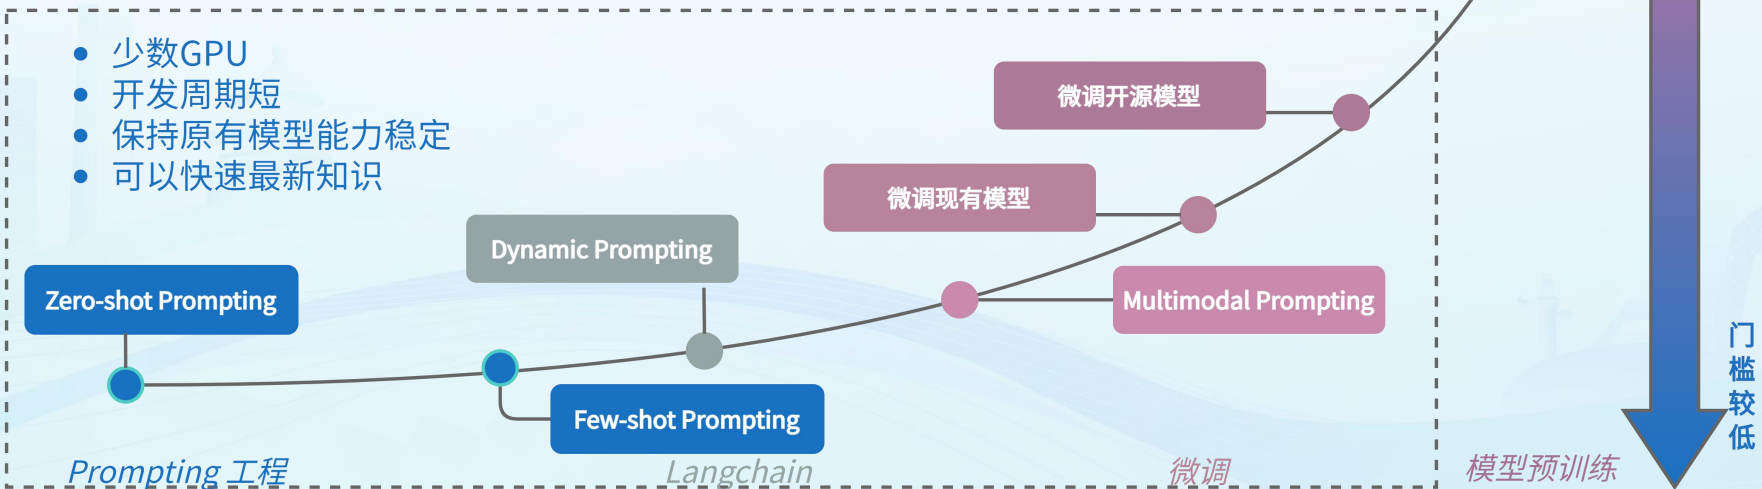 少数GPU
开发周期短
保持原有模型能力稳定
可以快速最新知识
微调开源模型
微调现有模型
Dynamic Prompting
Zero-shot Prompting
Multimodal Prompting
Few-shot Prompting
门槛较低
Prompting 工程
Langchain
微调
模型预训练